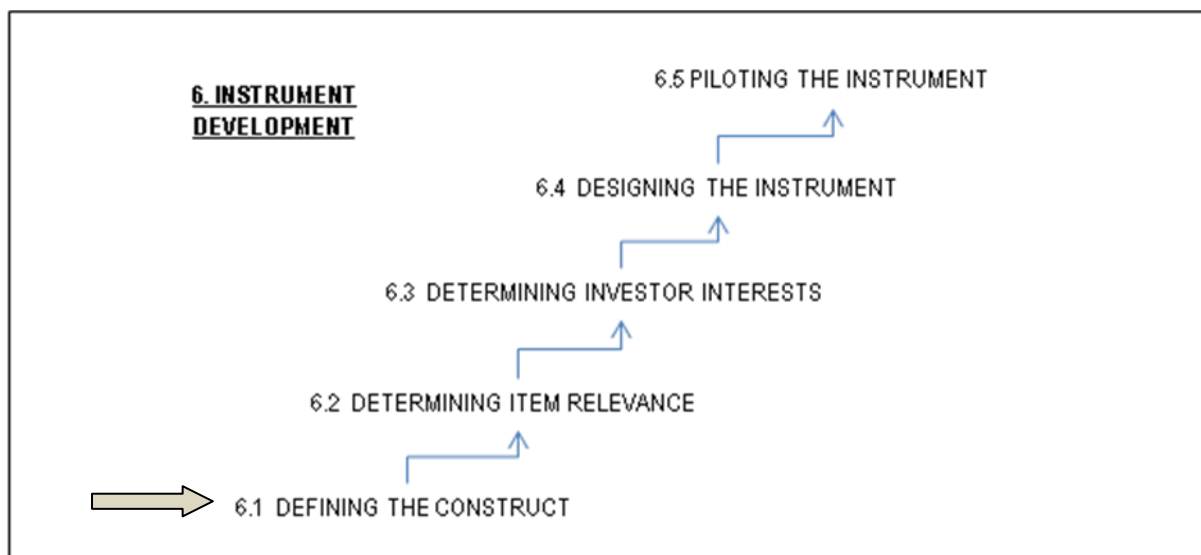 6. INSTRUMENT
DEVELOPMENT
6.5 PILOTING THE INSTRUMENT
6.4 DESIGNING THE INSTRUMENT
6.3 DETERMINING INVESTOR INTERESTS
6.2 DETERMINING ITEM RELEVANCE
6.1 DEFINING THE CONSTRUCT